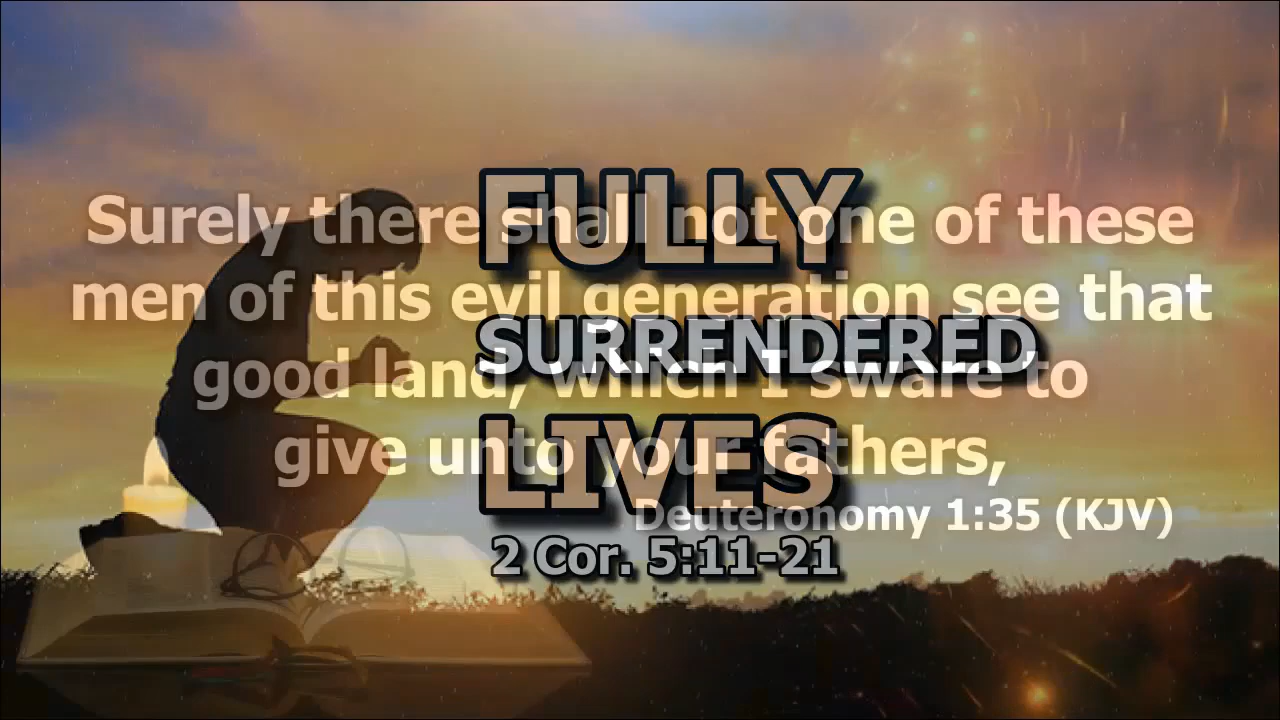 FULLY
SURRENDERED
LIVES
2 Cor. 5:11-21
Surely there shall not one of these
men of this evil generation see that
good land, which I sware to
give unto your fathers,
Deuteronomy 1:35 (KJV)